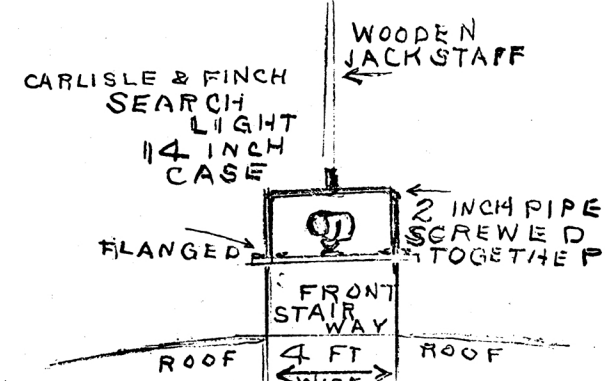 WOODEN
JACKSTAFF
CARLISLE & FINCH
SEARCH
LIGHT
14 INCH
CASE
2 INCH PIPE
SCREWED
TOGETHER
FLANGED
FRONT
STAIR
WAY
ROOF
4 FT
ROOF
WIDE